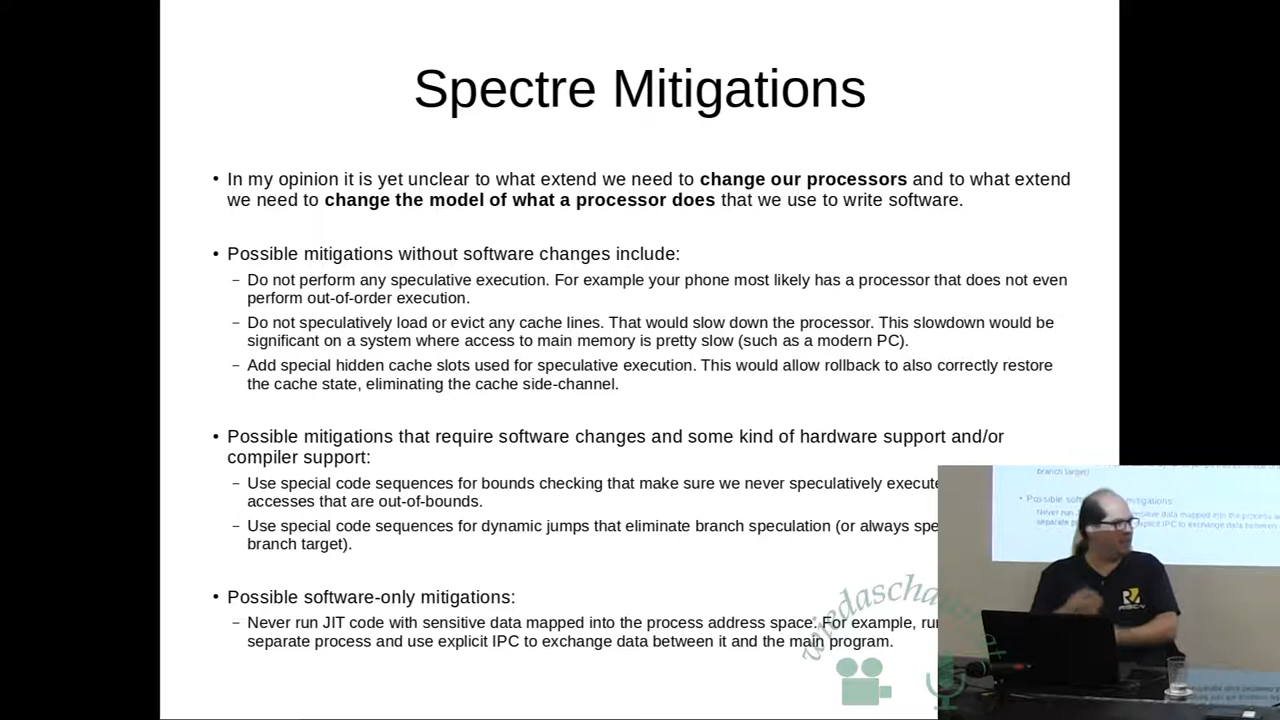 Spectre Mitigations
• In my opinion it is yet unclear to what extend we need to change our processors and to what extend
we need to change the model of what a processor does that we use to write software.
• Possible mitigations without software changes include:
– Do not perform any speculative execution. For example your phone most likely has a processor that does not even
perform out-of-order execution.
– Do not speculatively load or evict any cache lines. That would slow down the processor. This slowdown would be
significant on a system where access to main memory is pretty slow (such as a modern PC).
– Add special hidden cache slots used for speculative execution. This would allow rollback to also correctly restore
the cache state, eliminating the cache side-channel.
• Possible mitigations that require software changes and some kind of hardware support and/or
compiler support:
– Use special code sequences for bounds checking that make sure we never speculatively execute
accesses that are out-of-bounds.
– Use special code sequences for dynamic jumps that eliminate branch speculation (or always spe
branch target).
• Possible software-only mitigations:
– Never run JIT code with sensitive data mapped into the process address space. For example, run
separate process and use explicit IPC to exchange data between it and the main program.
branch target)
RISCV